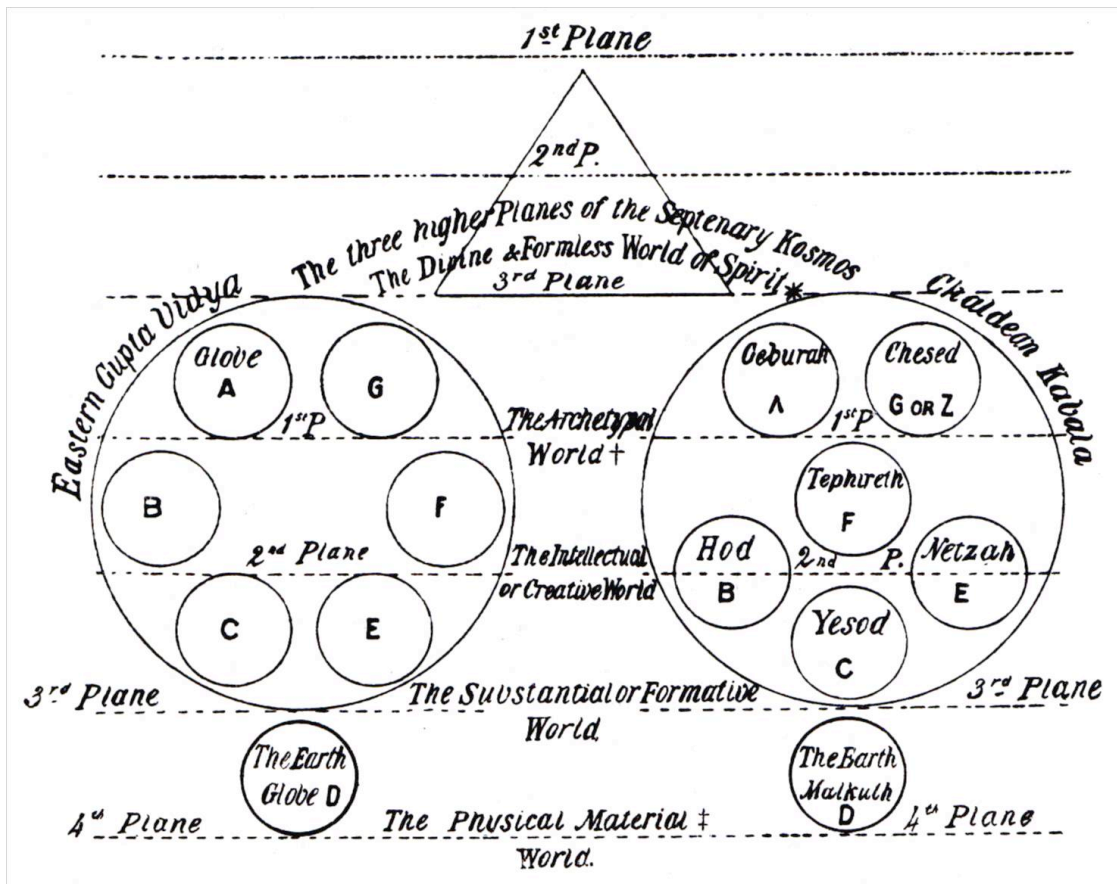 1st Plane
2nd P.
The three higher Planes of the Septenary Kosmos
The Divine & Formless World of Spirit*
3rd Plane
Eastern Gupta Vidya
Chaldean Kabala
Globe
A
G
1st P
Geburah
A
Chesed
G OR Z
1st P
The Archetypal
World †
B
F
Tephireth
F
2nd Plane
The Intellectual
or Creative World
Hod
B
2nd P.
Netzah
E
C
E
Yesod
C
3rd Plane
The Substantial or Formative
World.
3rd Plane
The Earth
Globe D
The Earth
Malkuth
D
4th Plane
The Physical Material ‡
World.
4th Plane